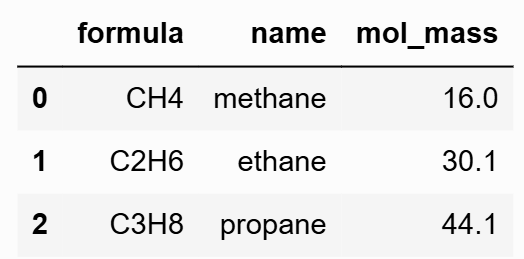 formula name mol_mass
0 CH4 methane 16.0
1 C2H6 ethane 30.1
2 C3H8 propane 44.1